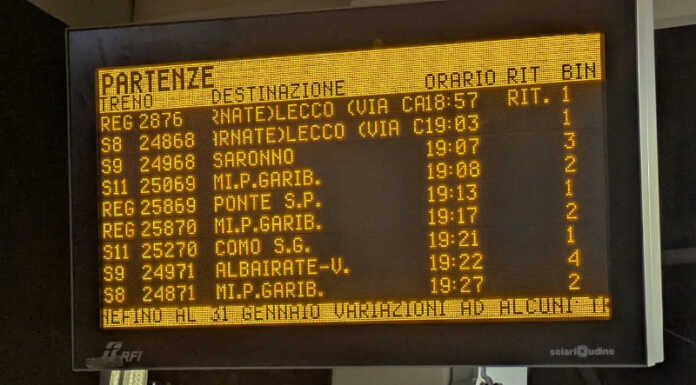 PARTENZE
TRENO DESTINAZIONE ORARIO RIT BIN
REG 2876 RNATE)LECCO (VIA CA18:57 RIT. 1
S8 24868 ARNATE)LECCO (VIA C19:03 1
S9 24968 SARONNO 19:07 3
S11 25069 MI.P.GARIB. 19:08 2
REG 25869 PONTE S.P. 19:13 1
REG 25870 MI.P.GARIB. 19:17 2
S11 25270 COMO S.G. 19:21 1
S9 24971 ALBAIRATE-V. 19:22 4
S8 24871 MI.P.GARIB. 19:27 2
NEFINO AL 31 GENNAIO VARIAZIONI AD ALCUNI T
RFI
solari udine